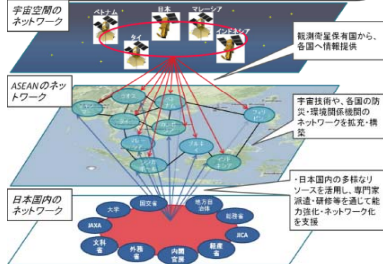 宇宙空間の
ネットワーク
ベトナム
日本
マレーシア
タイ
インドネシア
観測衛星保有国から、
各国へ情報提供
ASEANのネッ
トワーク
フィリ
ピン
宇宙技術や、各国の防
災・環境関係機関の
ネットワークを拡充・構
築
日本国内の
ネットワーク
・日本国内の多様なリ
ソースを活用し、専門家
派遣・研修等を通じて能
力強化・ネットワーク化
を支援
大学
国交省
地方自
治体
総務省
JAXA
JICA
文科
省
外務
省
内閣
官房
経産
省